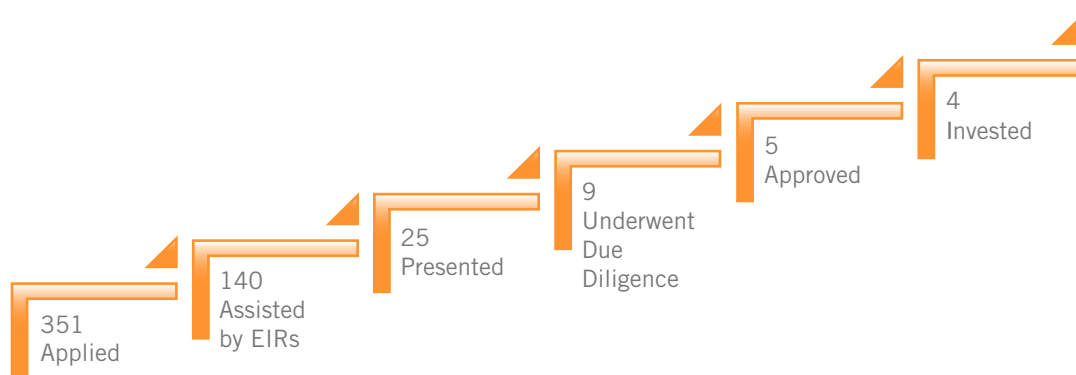 351
Applied
140
Assisted
by EIRs
25
Presented
9
Underwent
Due
Diligence
5
Approved
4
Invested